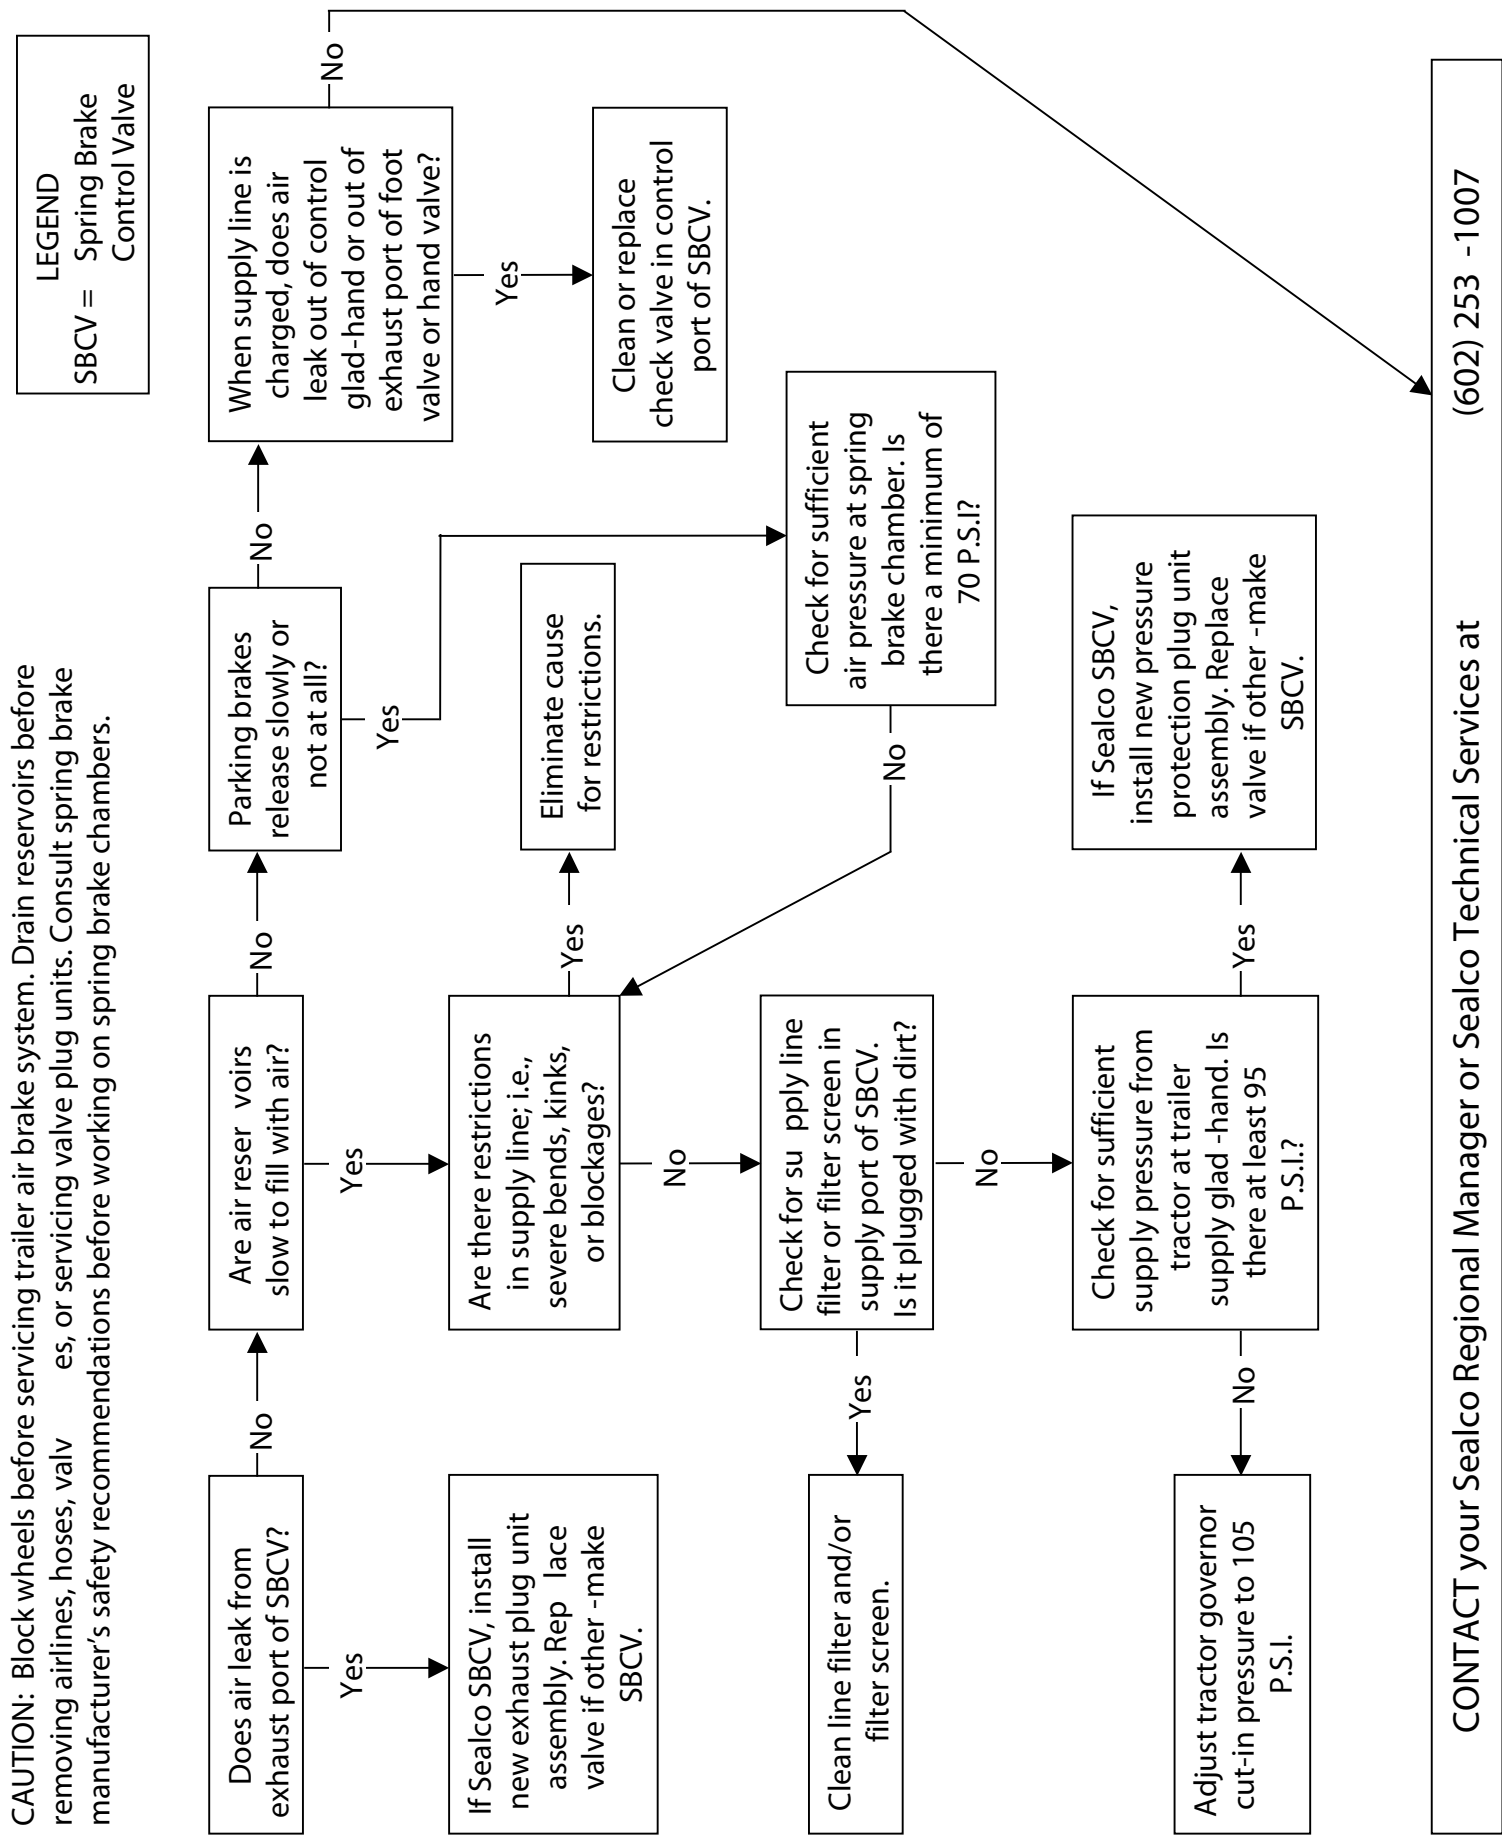 CAUTION: Block wheels before servicing trailer air brake system. Drain reservoirs before
removing airlines, hoses, valv es, or servicing valve plug units. Consult spring brake
manufacturer's safety recommendations before working on spring brake chambers.
LEGEND
SBCV = Spring Brake
Control Valve
Does air leak from
exhaust port of SBCV?
No
Are air reser voirs
slow to fill with air?
No
Parking brakes
release slowly or
not at all?
No
When supply line is
charged, does air
leak out of control
glad-hand or out of
exhaust port of foot
valve or hand valve?
No
Yes
If Sealco SBCV, install
new exhaust plug unit
assembly. Rep lace
valve if other -make
SBCV.
Yes
Are there restrictions
in supply line; i.e.,
severe bends, kinks,
or blockages?
Yes
Eliminate cause
for restrictions.
Yes
Yes
Clean or replace
check valve in control
port of SBCV.
No
Check for su pply line
filter or filter screen in
supply port of SBCV.
Is it plugged with dirt?
Yes
Clean line filter and/or
filter screen.
No
Check for sufficient
air pressure at spring
brake chamber. Is
there a minimum of
70 P.S.I?
No
Check for sufficient
supply pressure from
tractor at trailer
supply glad -hand. Is
there at least 95
P.S.I.?
No
Adjust tractor governor
cut-in pressure to 105
P.S.I.
Yes
If Sealco SBCV,
install new pressure
protection plug unit
assembly. Replace
valve if other -make
SBCV.
CONTACT your Sealco Regional Manager or Sealco Technical Services at (602) 253 -1007